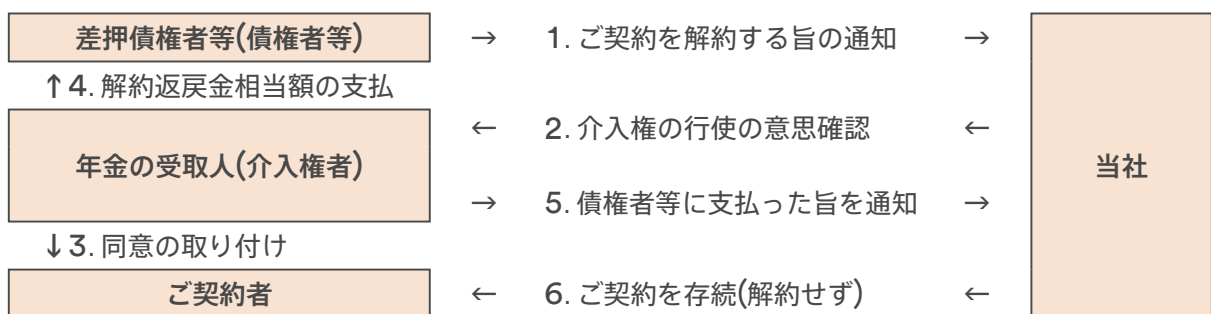 差押債権者等(債権者等) → 1. ご契約を解約する旨の通知 →
↑4. 解約返戻金相当額の支払
← 2. 介入権の行使の意思確認 ←
年金の受取人(介入権者) 当社
→ 5. 債権者等に支払った旨を通知 →
↓3. 同意の取り付け
ご契約者 ← 6. ご契約を存続(解約せず) ←